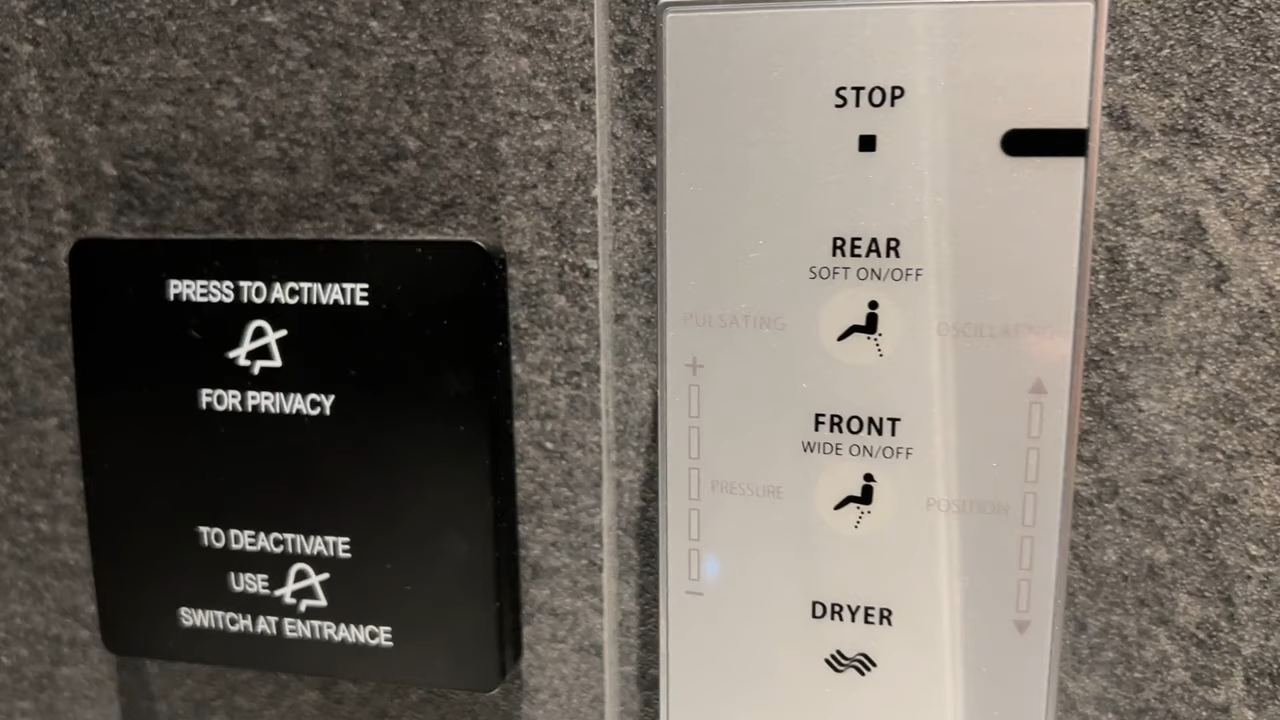 PRESS TO ACTIVATE
FOR PRIVACY
TO DEACTIVATE
USE
SWITCH AT ENTRANCE
STOP
REAR
SOFT ON/OFF
PULSATING
OSCILLATING
+
FRONT
WIDE ON/OFF
PRESSURE
POSITION
−
DRYER